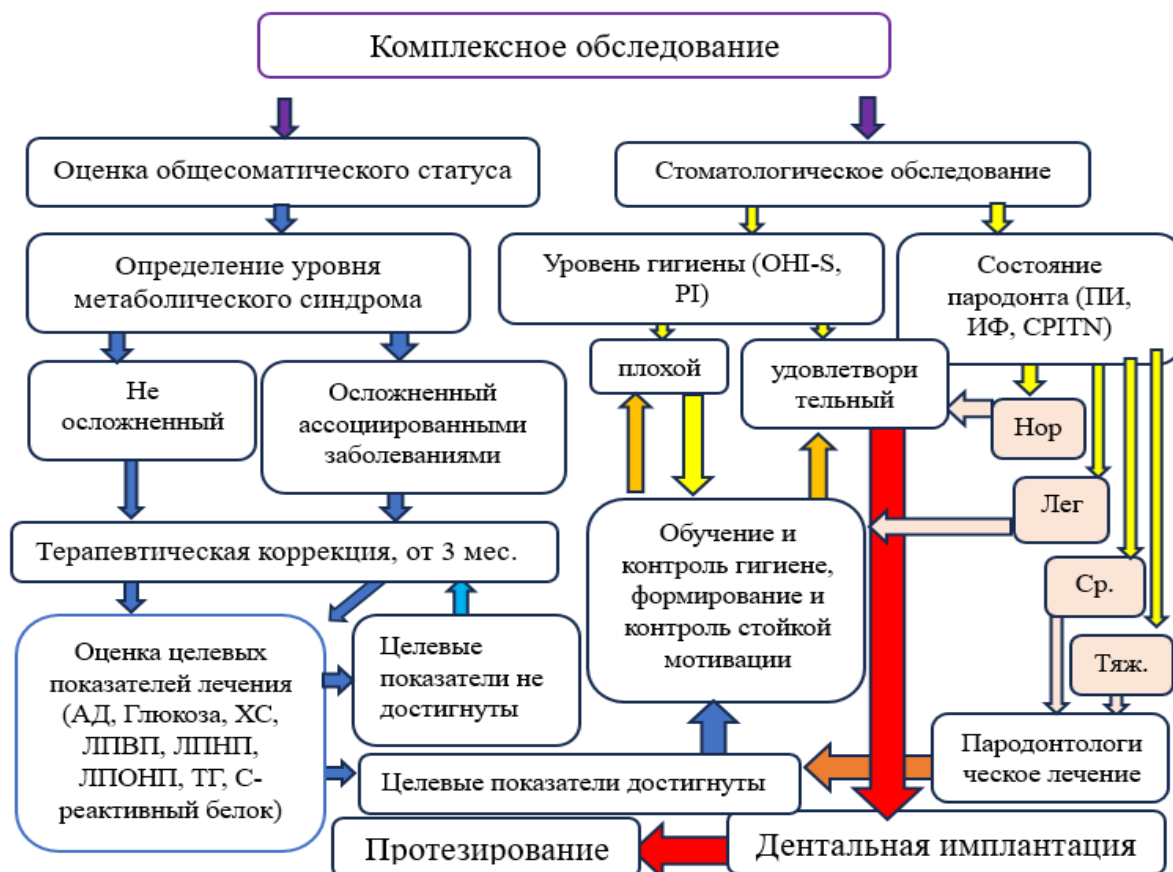 Комплексное обследование
Оценка общесоматического статуса
Стоматологическое обследование
Определение уровня
метаболического синдрома
Уровень гигиены (OHI-S,
PI)
Состояние
пародонта (ПИ,
ИФ, CPITN)
Не
осложненный
Осложненный
ассоциированными
заболеваниями
плохой
удовлетвори
тельный
Нор
Лег
Ср.
Тяж.
Терапевтическая коррекция, от 3 мес.
Обучение и
контроль гигиене,
формирование и
контроль стойкой
мотивации
Оценка целевых
показателей лечения
(АД, Глюкоза, ХС,
ЛПВП, ЛПНП,
ЛПОНП, ТГ, С-
реактивный белок)
Целевые
показатели не
достигнуты
Целевые показатели достигнуты
Пародонтологи
ческое лечение
Протезирование
Дентальная имплантация